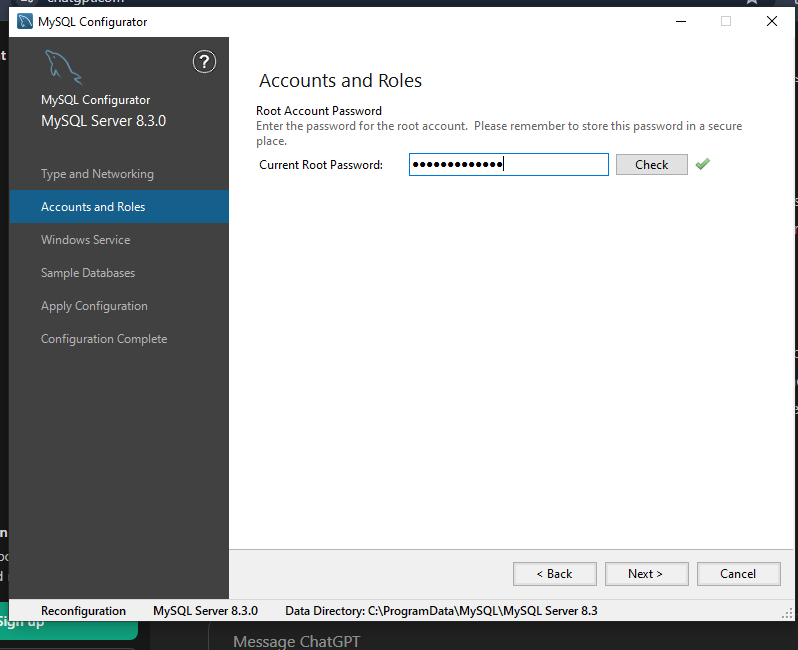 chatgpt.com
MySQL Configurator
MySQL Configurator
MySQL Server 8.3.0
?
Type and Networking
Accounts and Roles
Windows Service
Sample Databases
Apply Configuration
Configuration Complete
Accounts and Roles
Root Account Password
Enter the password for the root account. Please remember to store this password in a secure
place.
Current Root Password:
•••••••••••••
Check
< Back
Next >
Cancel
Reconfiguration
MySQL Server 8.3.0
Data Directory: C:\ProgramData\MySQL\MySQL Server 8.3
Sign up
Message ChatGPT